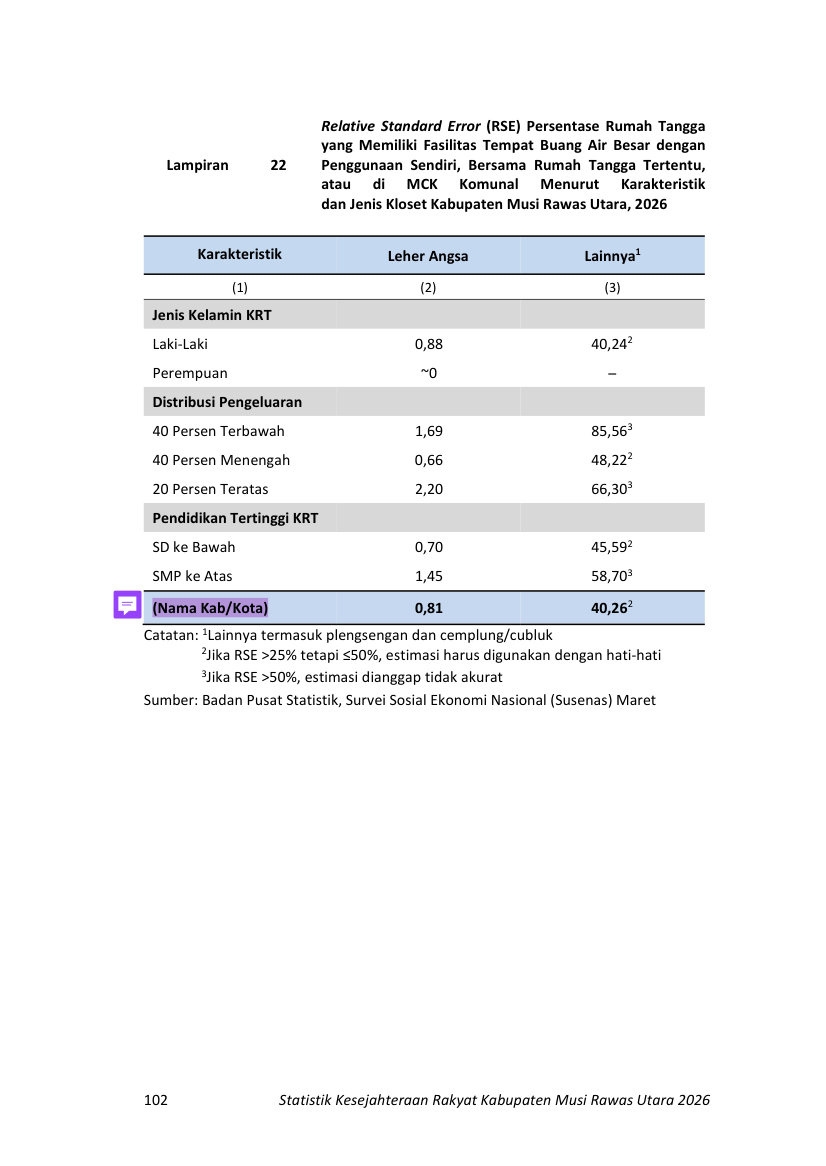 Lampiran 22
Relative Standard Error (RSE) Persentase Rumah Tangga
yang Memiliki Fasilitas Tempat Buang Air Besar dengan
Penggunaan Sendiri, Bersama Rumah Tangga Tertentu,
atau di MCK Komunal Menurut Karakteristik
dan Jenis Kloset Kabupaten Musi Rawas Utara, 2026
Karakteristik Leher Angsa Lainnya¹
(1) (2) (3)
Jenis Kelamin KRT
Laki-Laki 0,88 40,24²
Perempuan ~0 –
Distribusi Pengeluaran
40 Persen Terbawah 1,69 85,56³
40 Persen Menengah 0,66 48,22²
20 Persen Teratas 2,20 66,30³
Pendidikan Tertinggi KRT
SD ke Bawah 0,70 45,59²
SMP ke Atas 1,45 58,70³
(Nama Kab/Kota) 0,81 40,26²
Catatan: ¹Lainnya termasuk plengsengan dan cemplung/cubluk
²Jika RSE >25% tetapi ≤50%, estimasi harus digunakan dengan hati-hati
³Jika RSE >50%, estimasi dianggap tidak akurat
Sumber: Badan Pusat Statistik, Survei Sosial Ekonomi Nasional (Susenas) Maret
102 Statistik Kesejahteraan Rakyat Kabupaten Musi Rawas Utara 2026